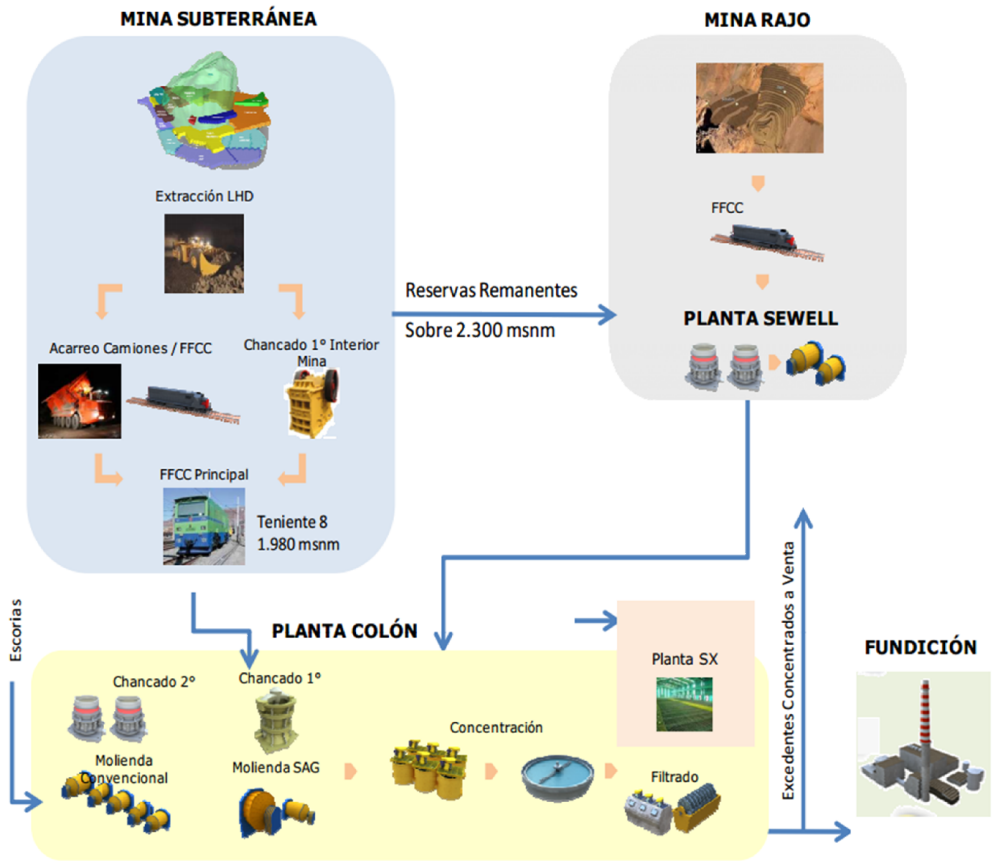 MINA SUBTERRÁNEA
Extracción LHD
Acarreo Camiones / FFCC
Chancado 1° Interior
Mina
FFCC Principal
Teniente 8
1.980 msnm
Reservas Remanentes
Sobre 2.300 msnm
MINA RAJO
FFCC
PLANTA SEWELL
Escorias
PLANTA COLÓN
Chancado 2°
Molienda
Convencional
Chancado 1°
Molienda SAG
Concentración
Planta SX
Filtrado
Excedentes Concentrados a Venta
FUNDICIÓN